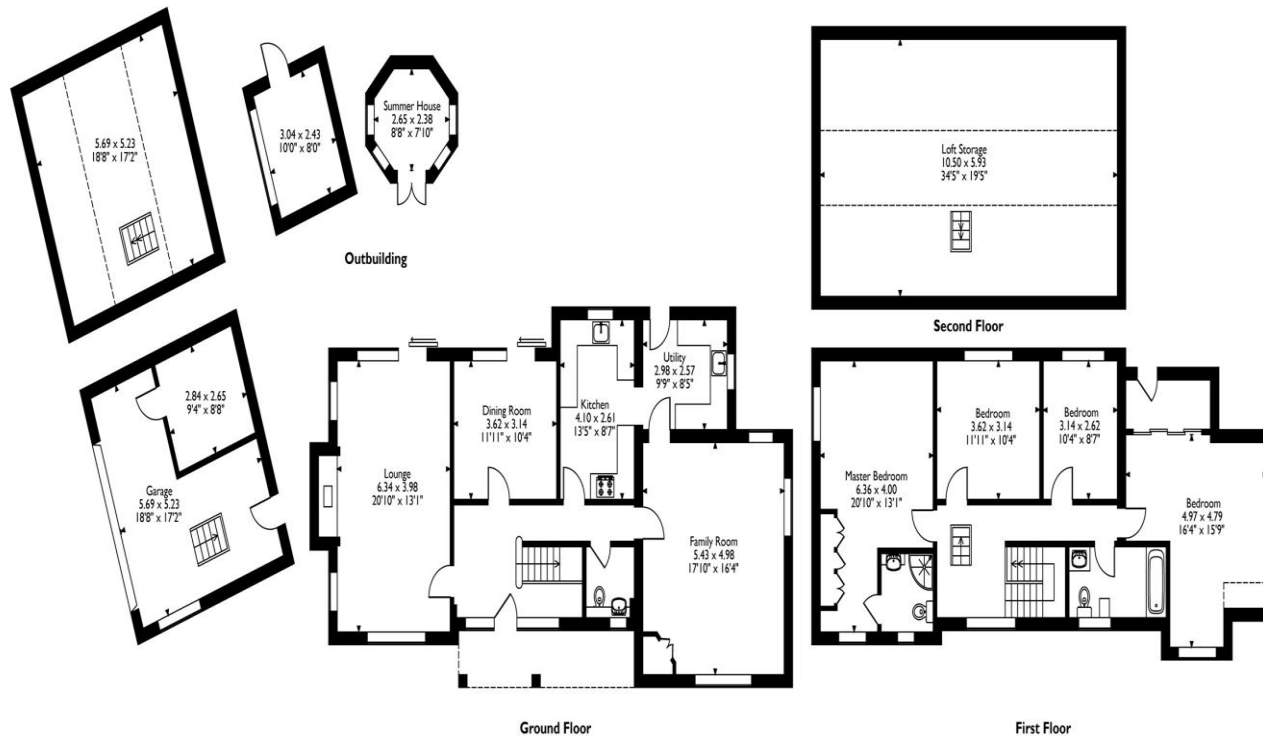 5.69 x 5.23
18'8" x 17'2"
3.04 x 2.43
10'0" x 8'0"
Summer House
2.65 x 2.38
8'8" x 7'10"
Outbuilding
Loft Storage
10.50 x 5.93
34'5" x 19'5"
Second Floor
2.84 x 2.65
9'4" x 8'8"
Garage
5.69 x 5.23
18'8" x 17'2"
Lounge
6.34 x 3.98
20'10" x 13'1"
Dining Room
3.62 x 3.14
11'11" x 10'4"
Kitchen
4.10 x 2.61
13'5" x 8'7"
Utility
2.98 x 2.57
9'9" x 8'5"
Family Room
5.43 x 4.98
17'10" x 16'4"
Ground Floor
Master Bedroom
6.36 x 4.00
20'10" x 13'1"
Bedroom
3.62 x 3.14
11'11" x 10'4"
Bedroom
3.14 x 2.62
10'4" x 8'7"
Bedroom
4.97 x 4.79
16'4" x 15'9"
First Floor